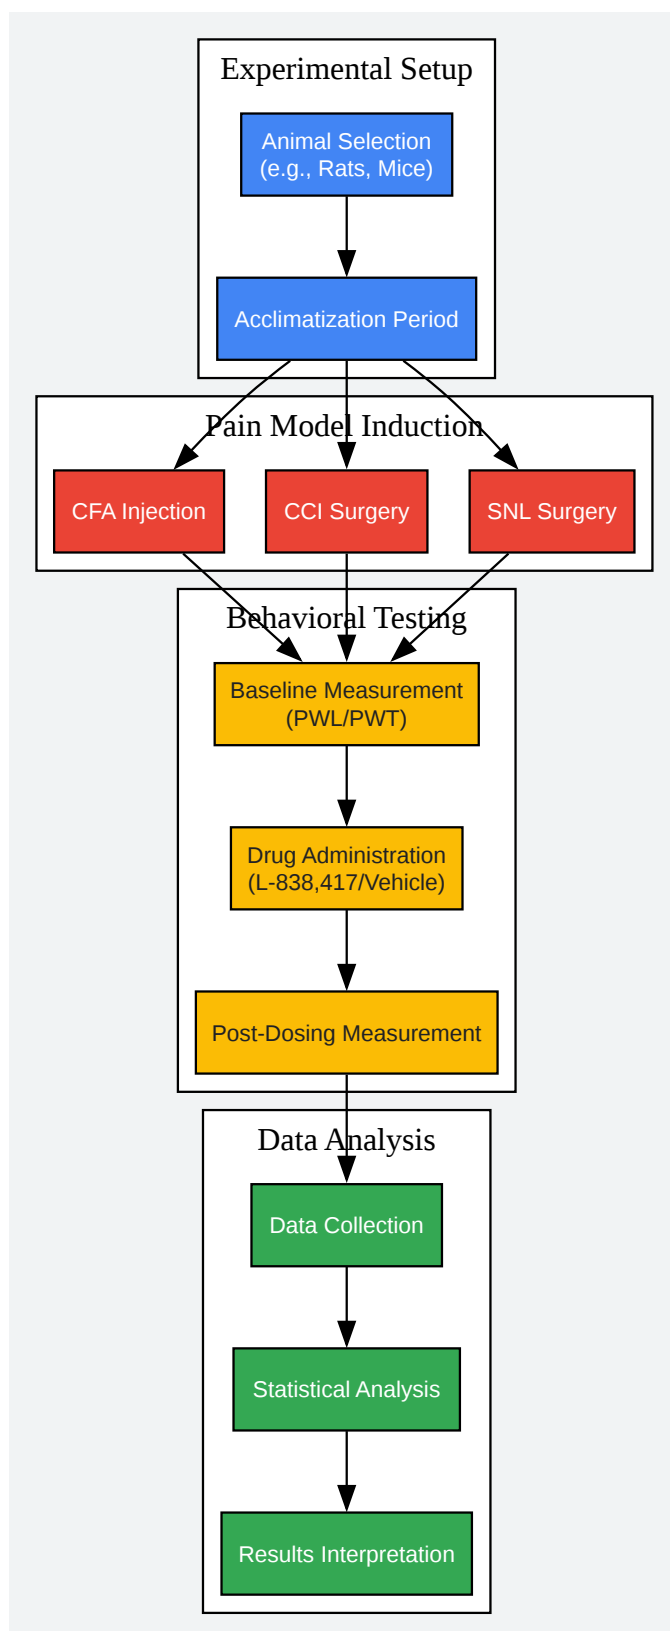 Experimental Setup
Animal Selection
(e.g., Rats, Mice)
Acclimatization Period
Pain Model Induction
CFA Injection
CCI Surgery
SNL Surgery
Behavioral Testing
Baseline Measurement
(PWL/PWT)
Drug Administration
(L-838,417/Vehicle)
Post-Dosing Measurement
Data Analysis
Data Collection
Statistical Analysis
Results Interpretation